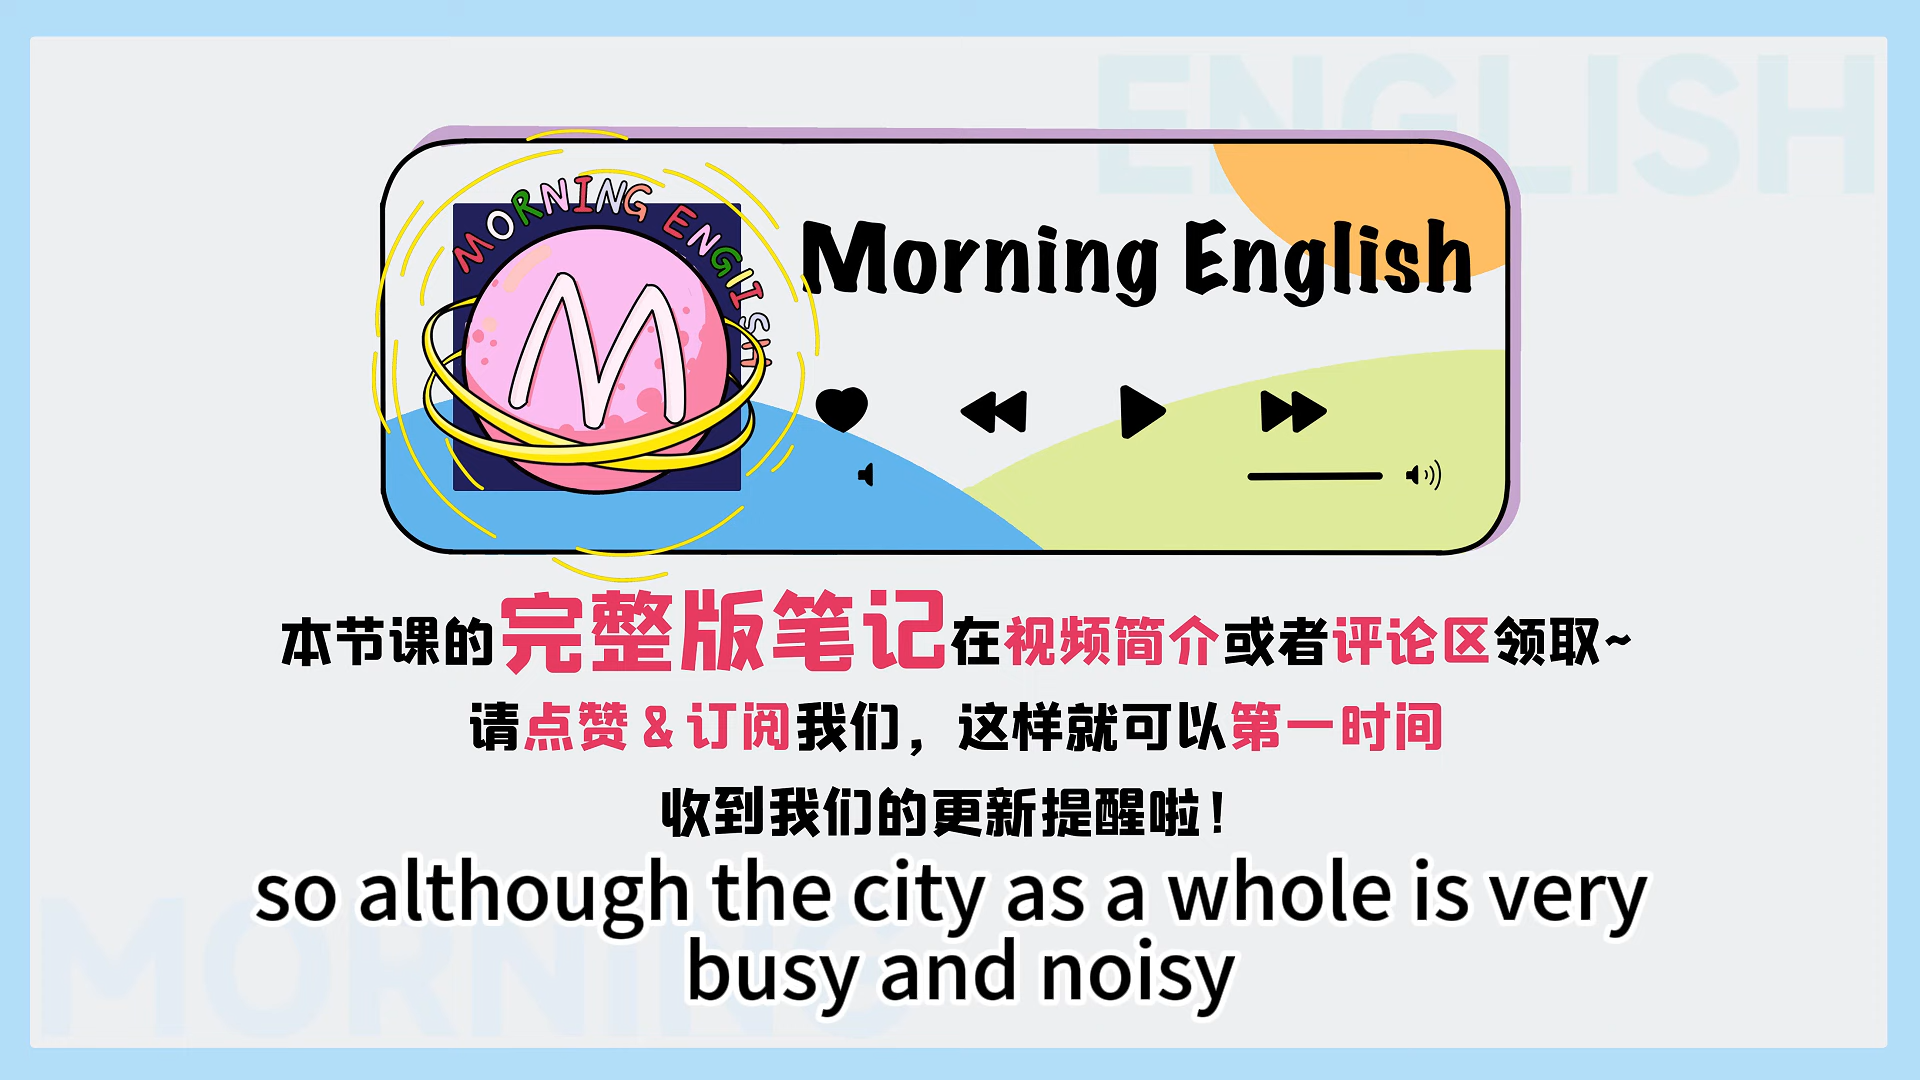 ENGLISH
MORNING ENGLISH
M
Morning English
本节课的完整版笔记在视频简介或者评论区领取~
请点赞&订阅我们，这样就可以第一时间
收到我们的更新提醒啦！
MORNING
so although the city as a whole is very
busy and noisy